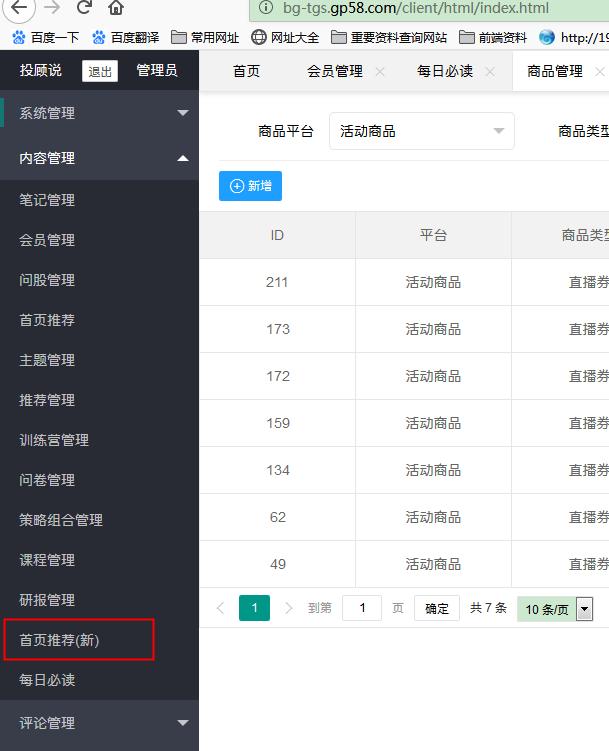 bg-tgs.gp58.com/client/html/index.html
百度一下 百度翻译 常用网址 网址大全 重要资料查询网站 前端资料 http://19
投顾说 退出 管理员 首页 会员管理 每日必读 商品管理
系统管理
内容管理
笔记管理
会员管理
问股管理
首页推荐
主题管理
推荐管理
训练营管理
问卷管理
策略组合管理
课程管理
研报管理
首页推荐(新)
每日必读
评论管理
商品平台 活动商品 商品类型
新增
ID 平台 商品类型
211 活动商品 直播券
173 活动商品 直播券
172 活动商品 直播券
159 活动商品 直播券
134 活动商品 直播券
62 活动商品 直播券
49 活动商品 直播券
1 到第 1 页 确定 共 7 条 10 条/页